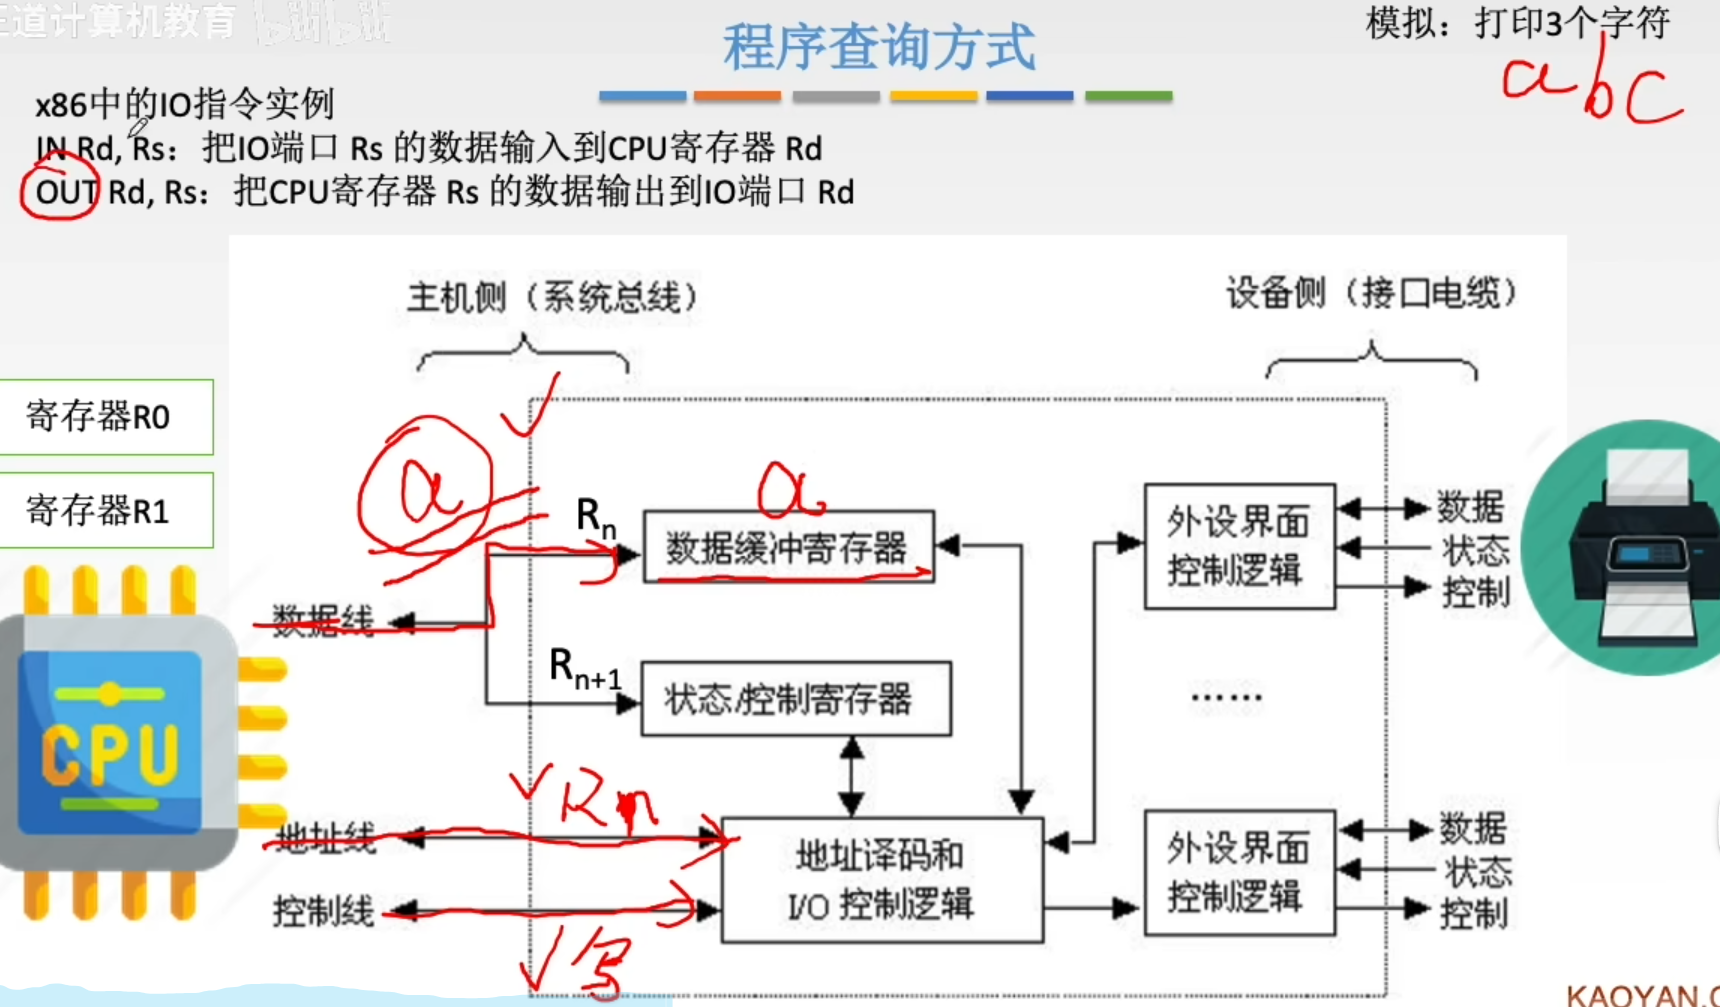 王道计算机教育 bilibili
程序查询方式
模拟：打印3个字符
abc
x86中的IO指令实例
IN Rd, Rs：把IO端口 Rs 的数据输入到CPU寄存器 Rd
OUT Rd, Rs：把CPU寄存器 Rs 的数据输出到IO端口 Rd
主机侧（系统总线）
设备侧（接口电缆）
寄存器R0
寄存器R1
a
a
Rn
数据缓冲寄存器
外设界面
控制逻辑
数据
状态
控制
数据线
Rn+1
状态/控制寄存器
……
CPU
Rn
地址线
地址译码和
I/O 控制逻辑
外设界面
控制逻辑
数据
状态
控制
控制线
写
KAOYAN.C